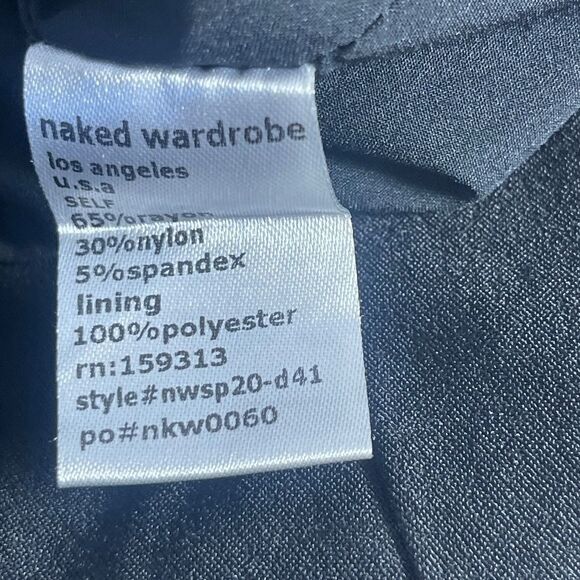 naked wardrobe
los angeles
u.s.a
SELF
65%rayon
30%nylon
5%spandex
lining
100%polyester
rn:159313
style#nwsp20-d41
po#nkw0060